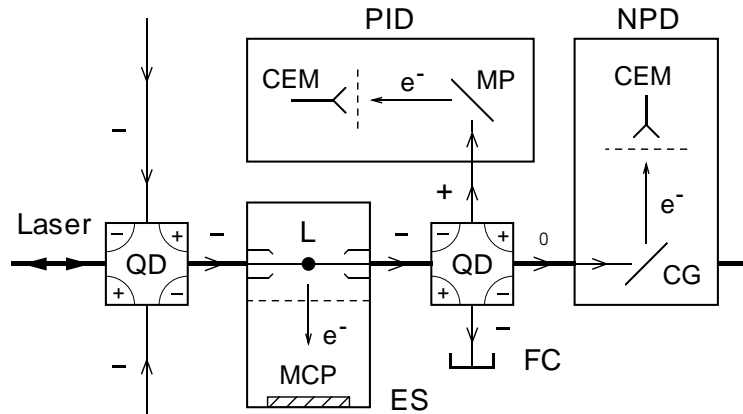 PID
NPD
CEM
e-
MP
CEM
e-
CG
−
+
−
Laser
− +
QD
+ −
−
L
e-
MCP
ES
−
− +
QD
+ −
0
−
FC